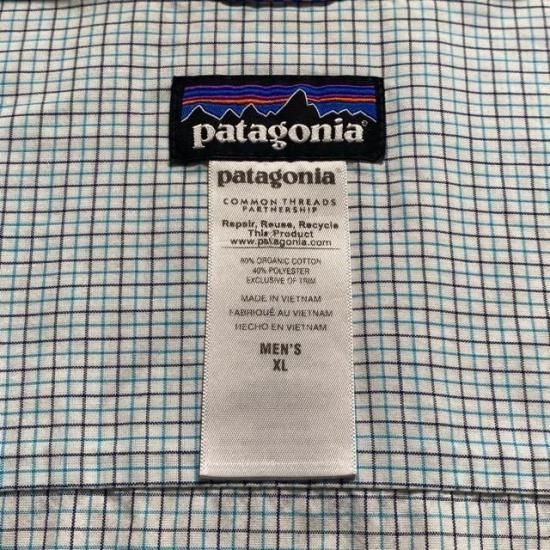 patagonia
patagonia
COMMON THREADS
PARTNERSHIP
Repair, Reuse, Recycle
This Product
www.patagonia.com
60% ORGANIC COTTON
40% POLYESTER
EXCLUSIVE OF TRIM
MADE IN VIETNAM
FABRIQUÉ AU VIETNAM
HECHO EN VIETNAM
MEN'S
XL